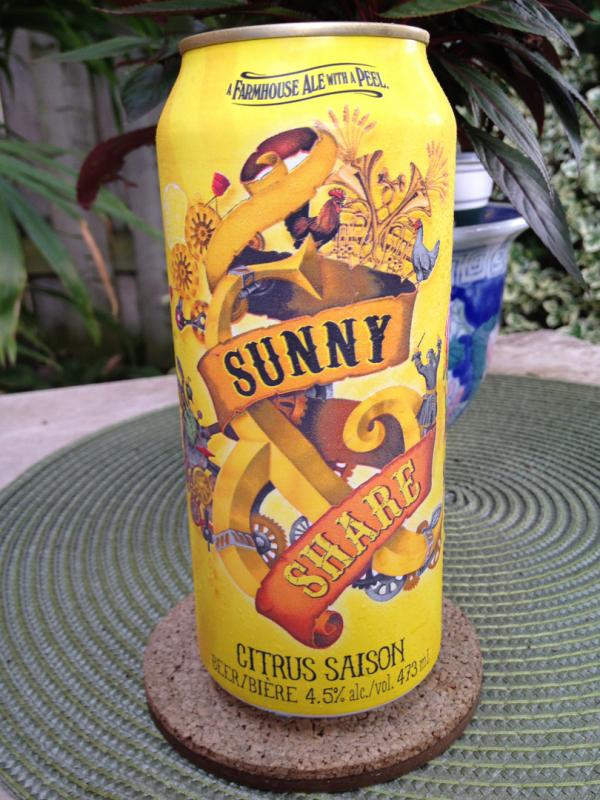 A FARMHOUSE ALE WITH A PEEL.
SUNNY
SHARE
CITRUS SAISON
BEER/BIÈRE 4.5% alc./vol. 473 ml